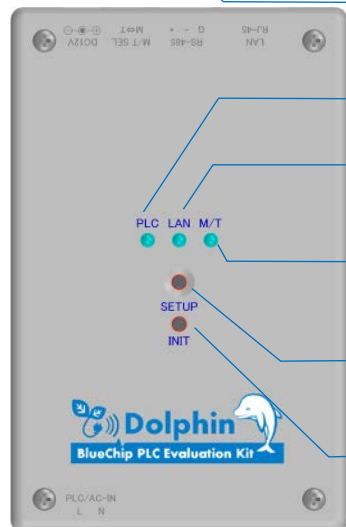 DC12V M/T SEL RS-485 LAN
M⇔T G - + RJ-45
PLC LAN M/T
SETUP
INIT
Dolphin
BlueChip PLC Evaluation Kit
PLC/AC-IN
L N